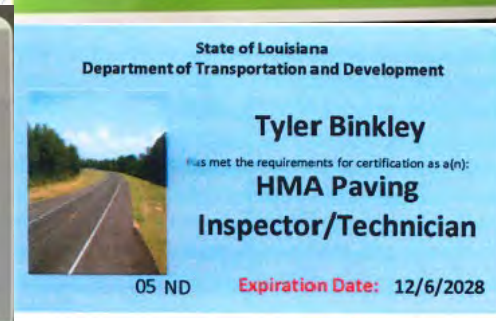 State of Louisiana
Department of Transportation and Development
Tyler Binkley
has met the requirements for certification as a(n):
HMA Paving
Inspector/Technician
05 ND Expiration Date: 12/6/2028